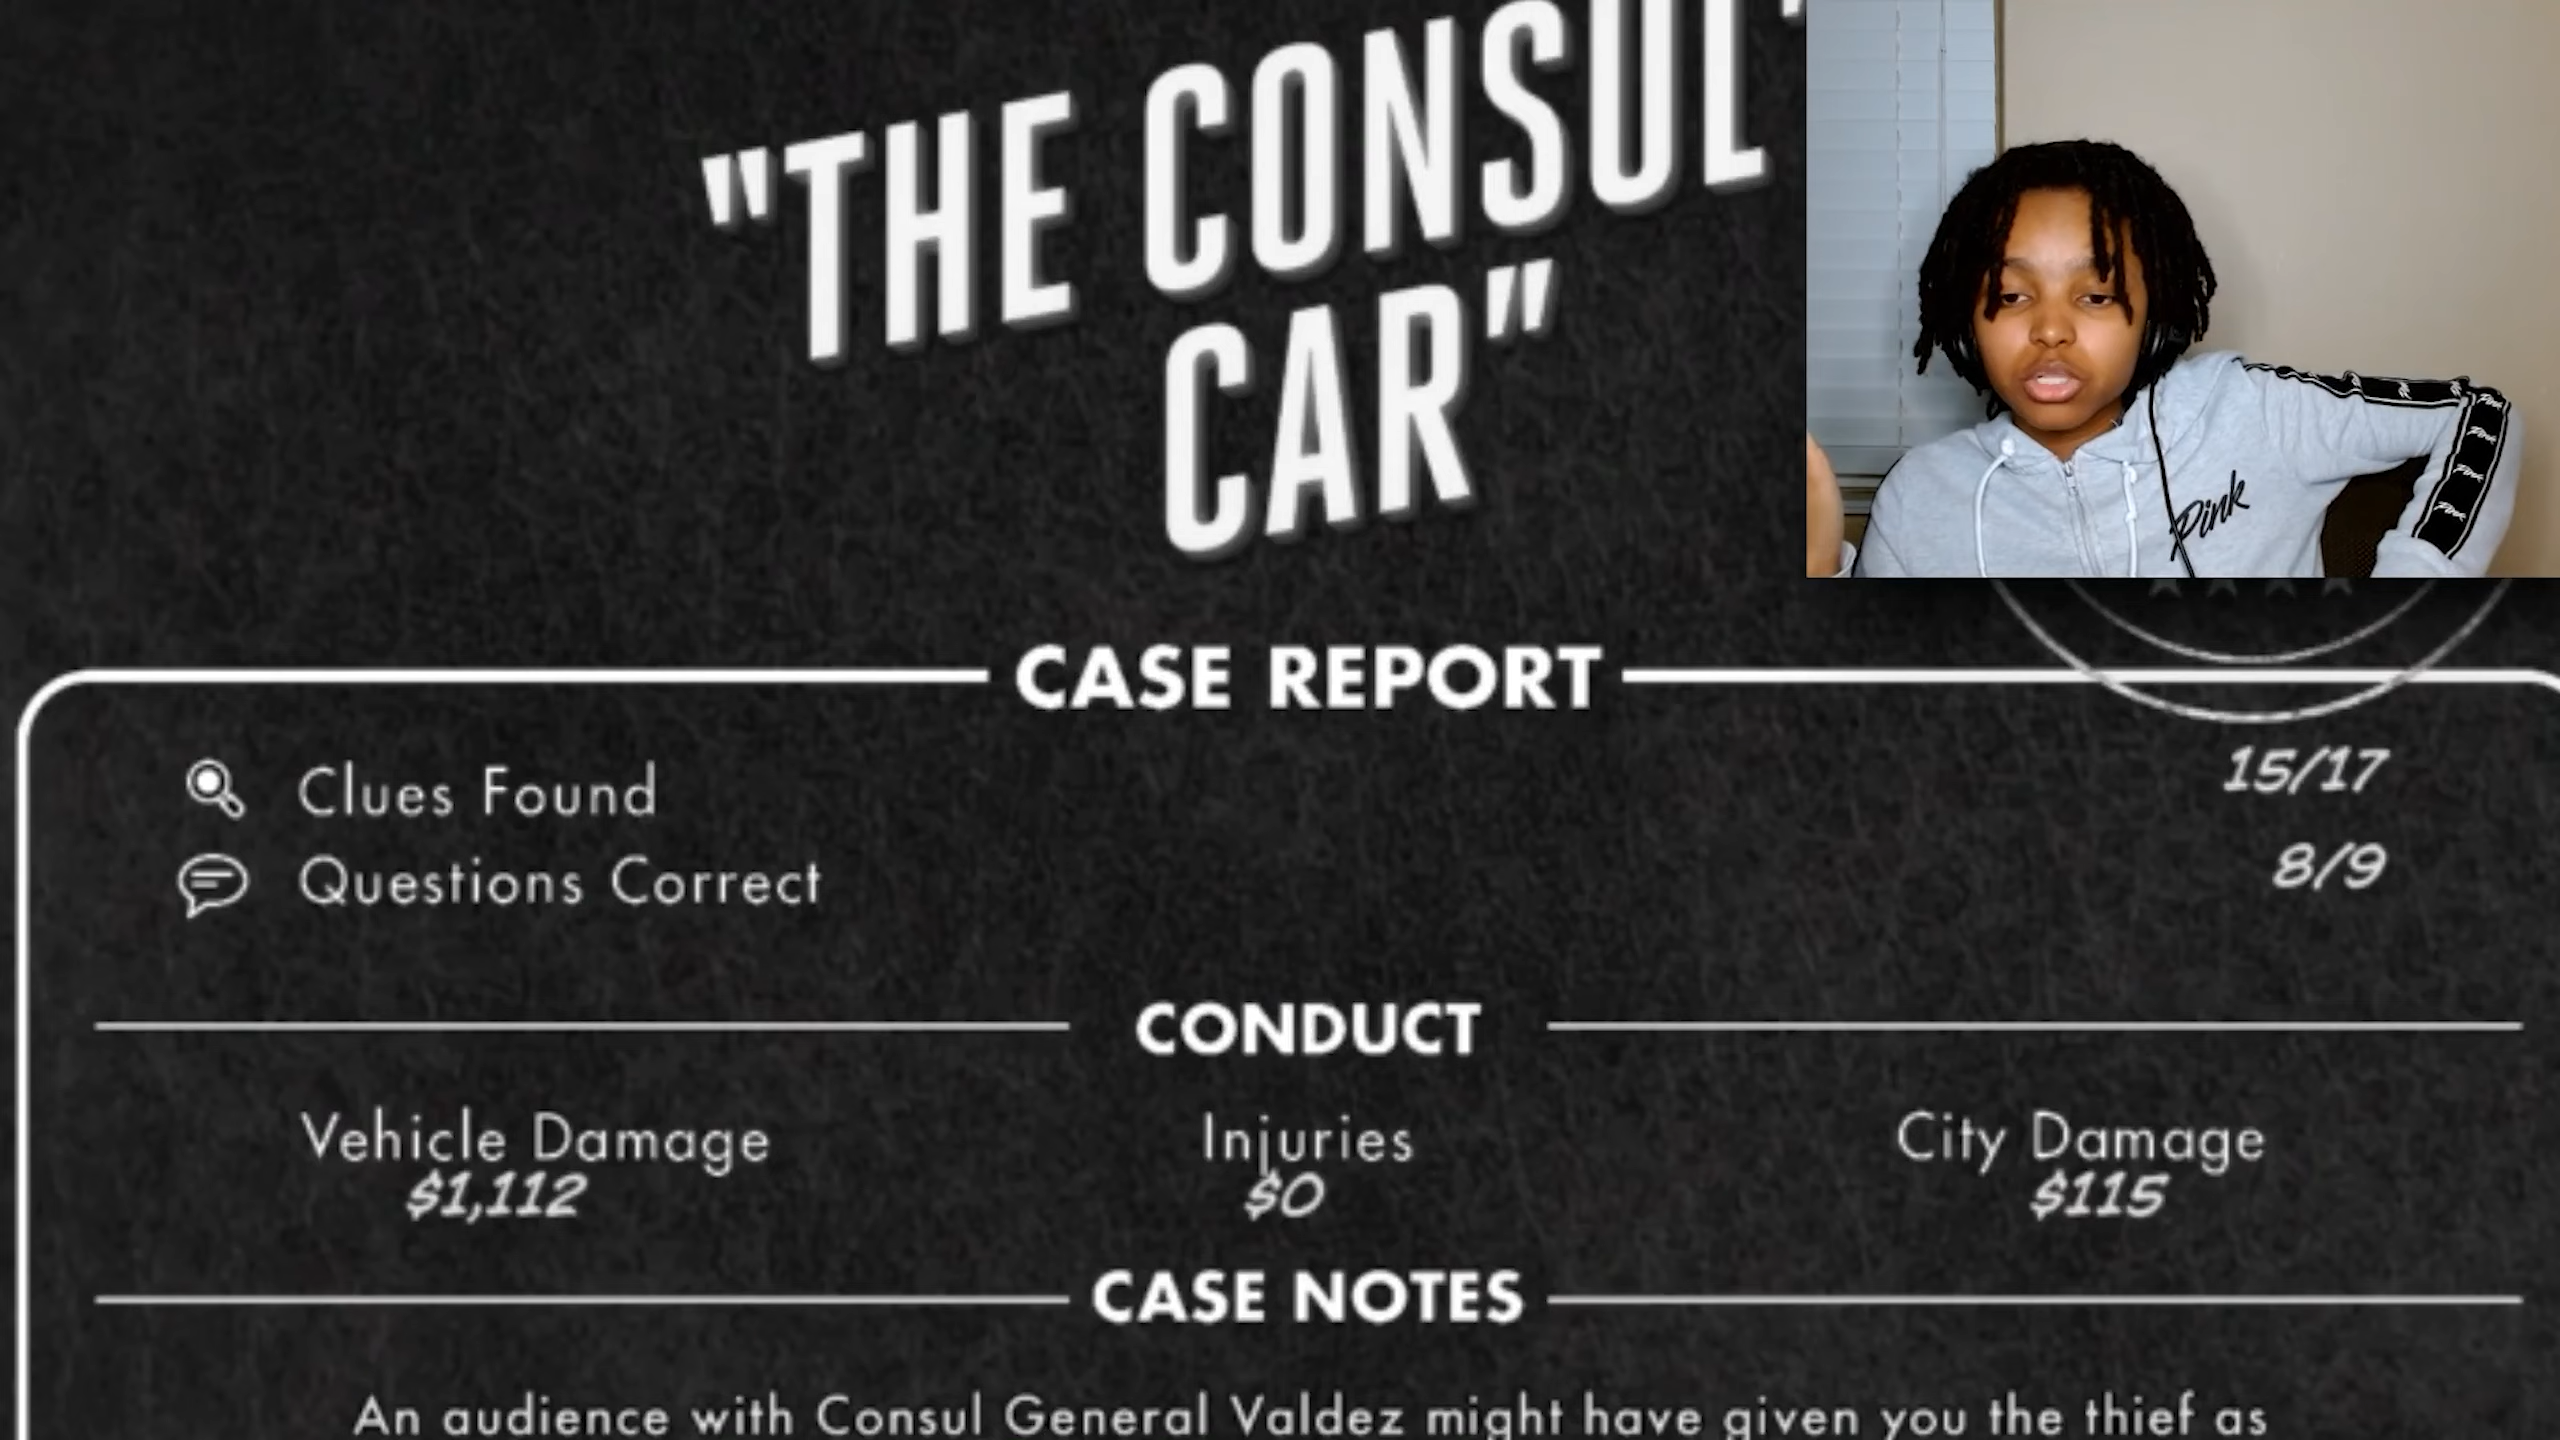 "THE CONSUL'
CAR"
Pink
CASE REPORT
Clues Found 15/17
Questions Correct 8/9
CONDUCT
Vehicle Damage Injuries City Damage
$1,112 $0 $115
CASE NOTES
An audience with Consul General Valdez might have given you the thief as